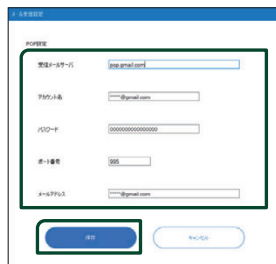 メール受信設定
POP設定
受信メールサーバ pop.gmail.com
アカウント名 *****@gmail.com
パスワード 0000000000000000
ポート番号 995
メールアドレス *****@gmail.com
保存 キャンセル